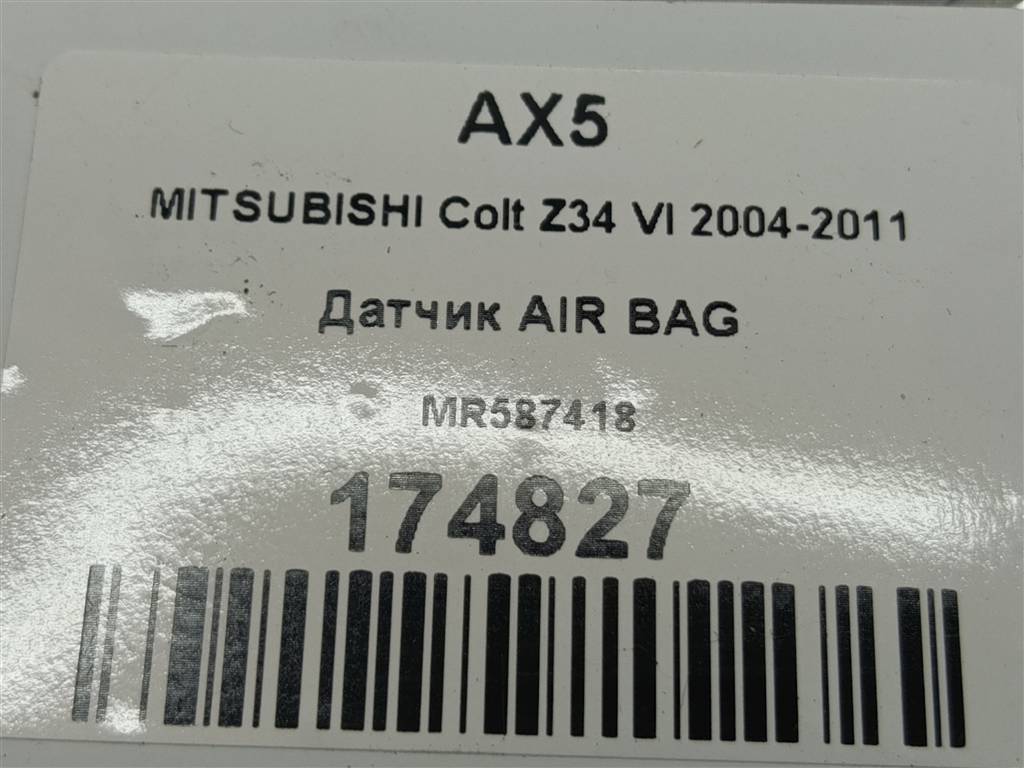 AX5
MITSUBISHI Colt Z34 VI 2004-2011
Датчик AIR BAG
MR587418
174827